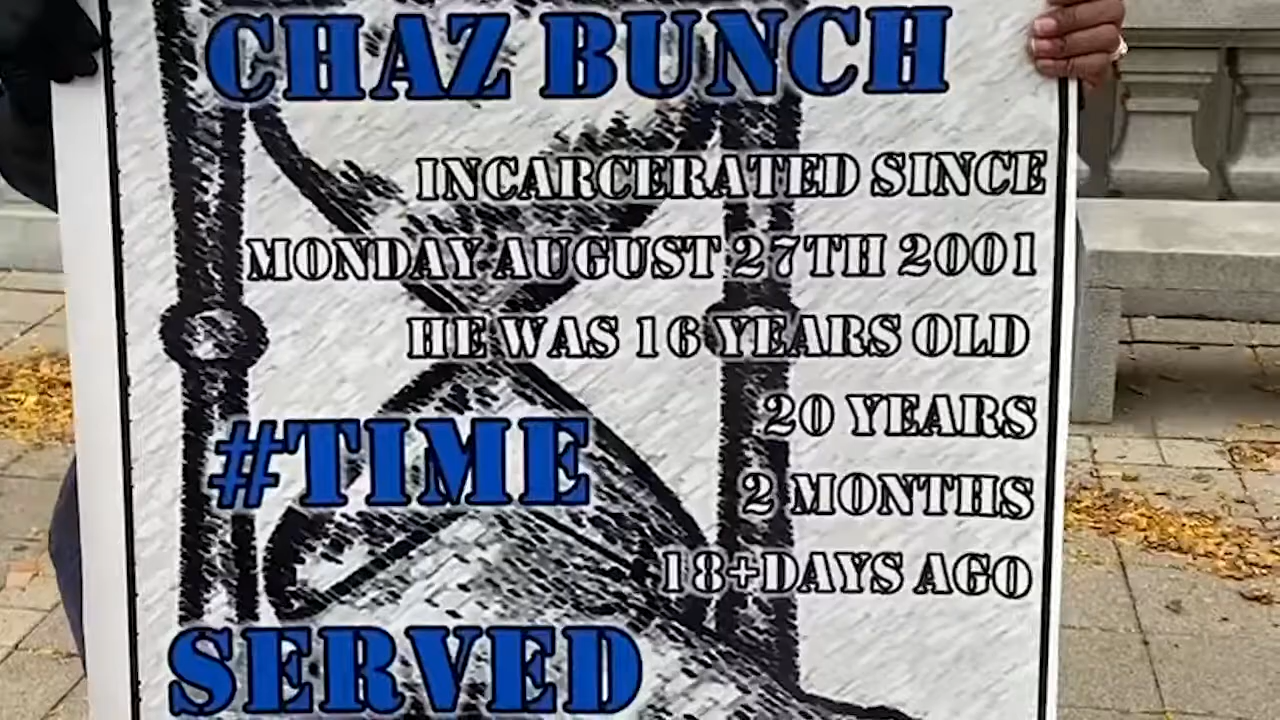 CHAZ BUNCH
INCARCERATED SINCE
MONDAY AUGUST 27TH 2001
HE WAS 16 YEARS OLD
20 YEARS
#TIME
2 MONTHS
18+DAYS AGO
SERVED